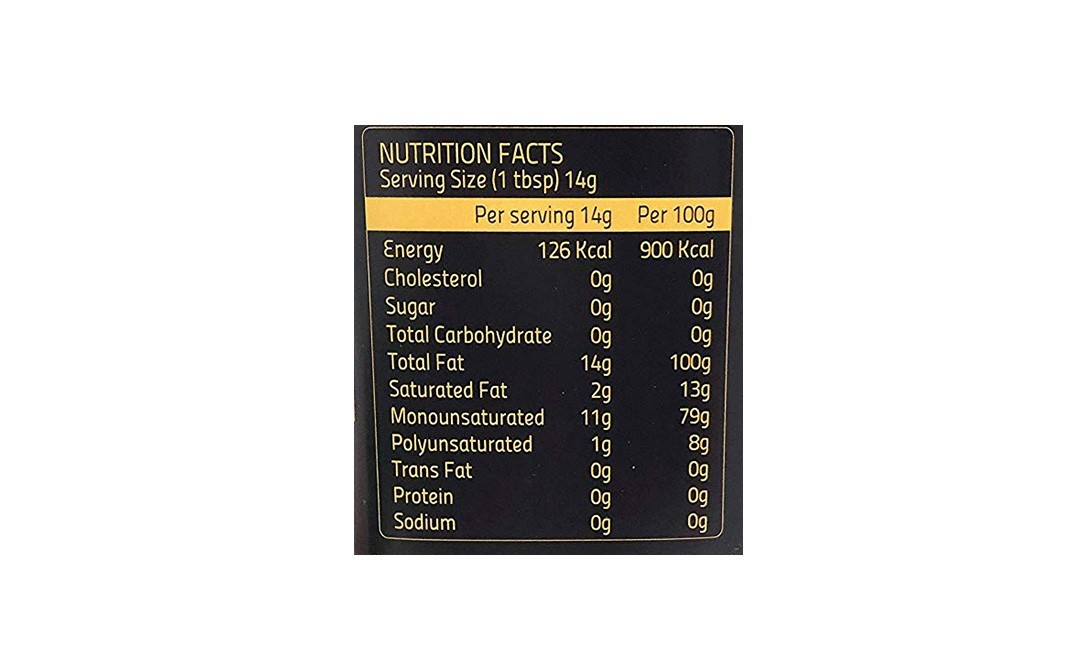 NUTRITION FACTS
Serving Size (1 tbsp) 14g
Per serving 14g Per 100g
Energy 126 Kcal 900 Kcal
Cholesterol 0g 0g
Sugar 0g 0g
Total Carbohydrate 0g 0g
Total Fat 14g 100g
Saturated Fat 2g 13g
Monounsaturated 11g 79g
Polyunsaturated 1g 8g
Trans Fat 0g 0g
Protein 0g 0g
Sodium 0g 0g